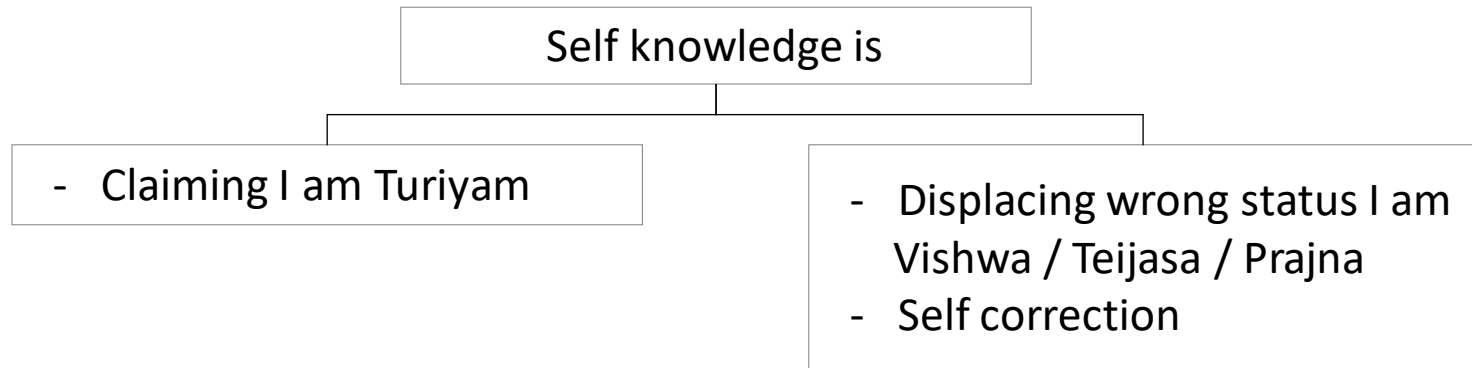 Self knowledge is
- Claiming I am Turiyam
- Displacing wrong status I am
Vishwa / Teijasa / Prajna
- Self correction